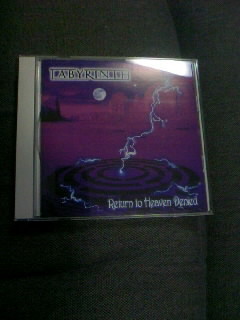 LABYRINTH
Return to Heaven Denied